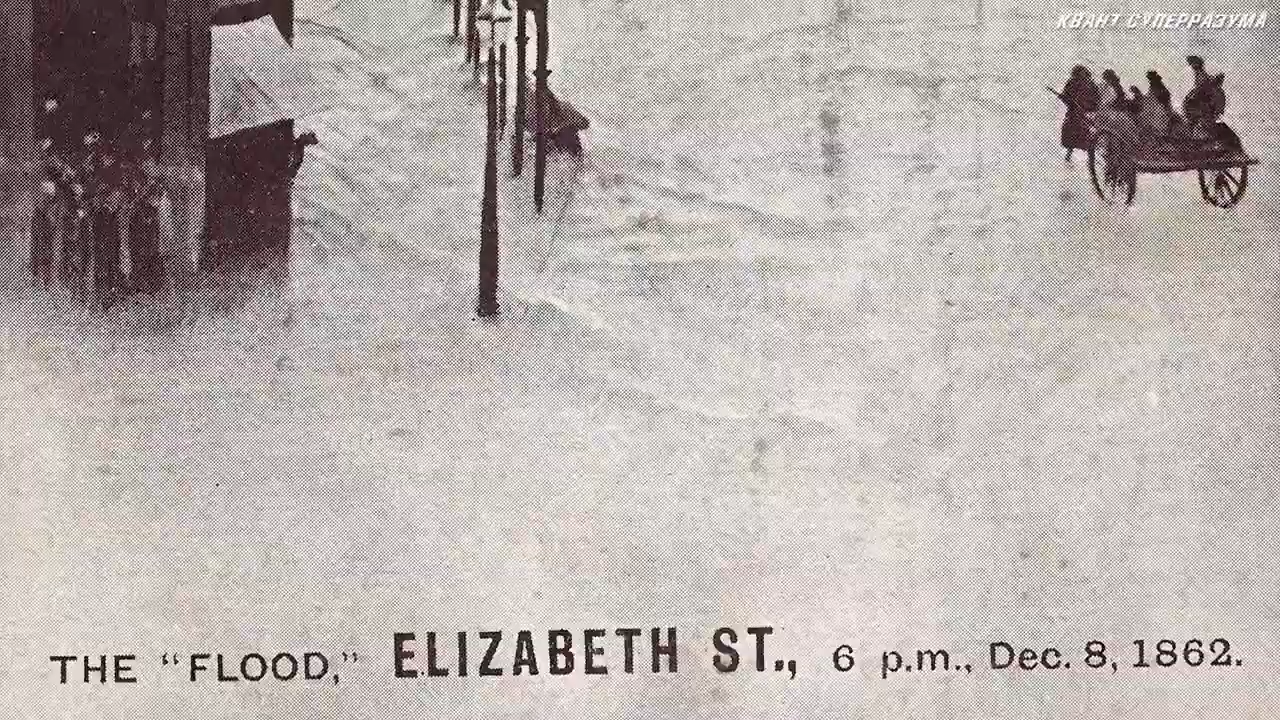 КВАНТ СУПЕРРАЗУМА
THE “FLOOD,” ELIZABETH ST., 6 p.m., Dec. 8, 1862.